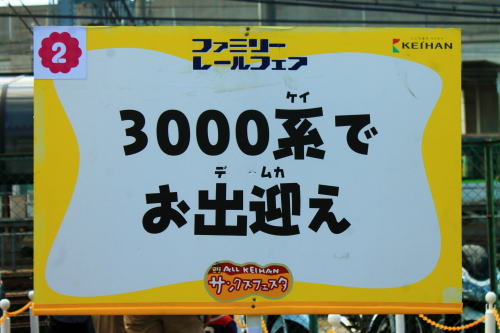 2
ファミリー
レールフェア
KEIHAN
ケイ
3000系で
デ ムカ
お出迎え
ALL KEIHAN
サンクスフェスタ